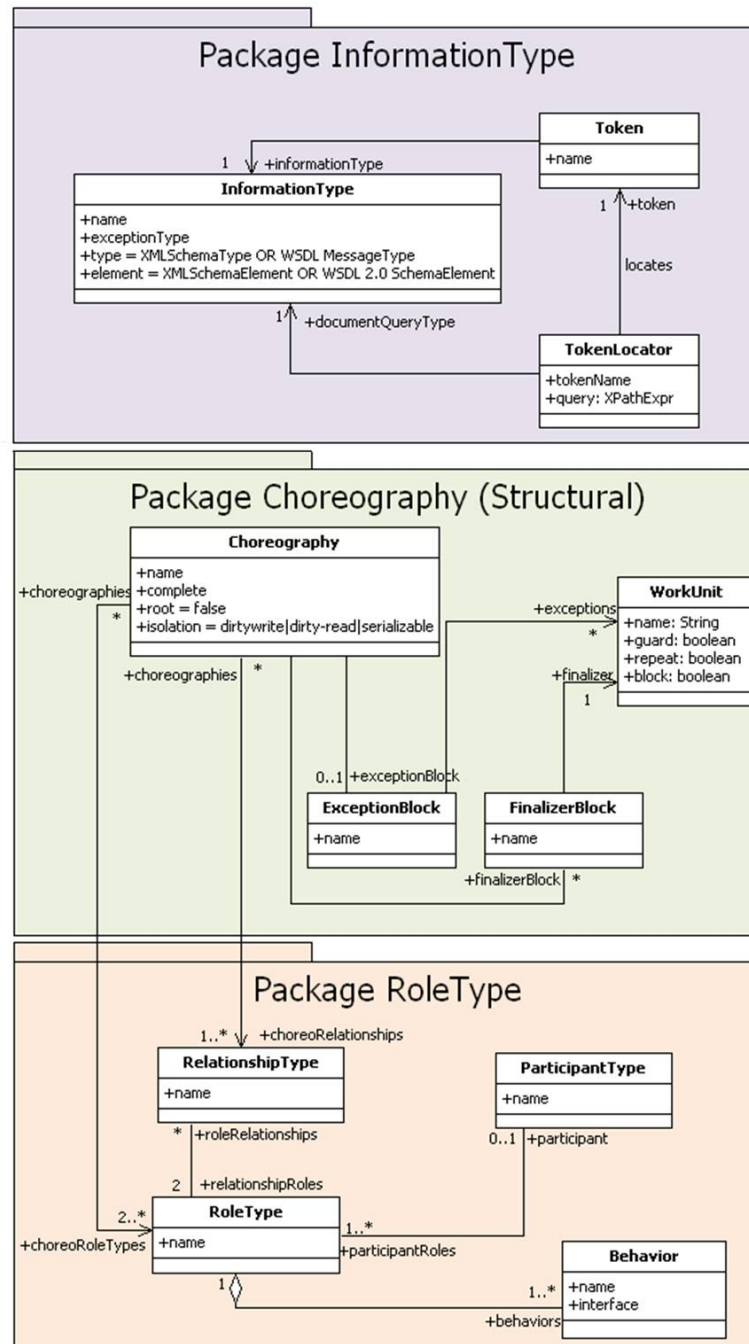 Package InformationType
Token
+name
1 +informationType
InformationType
+name
+exceptionType
+type = XMLSchemaType OR WSDL MessageType
+element = XMLSchemaElement OR WSDL 2.0 SchemaElement
1 +token
locates
1 +documentQueryType
TokenLocator
+tokenName
+query: XPathExpr
Package Choreography (Structural)
Choreography
+name
+complete
+root = false
+isolation = dirtywrite|dirty-read|serializable
+choreographies
*
+choreographies *
+exceptions
*
WorkUnit
+name: String
+guard: boolean
+repeat: boolean
+block: boolean
+finalizer
1
0..1 +exceptionBlock
ExceptionBlock
+name
FinalizerBlock
+name
+finalizerBlock *
Package RoleType
1..* +choreoRelationships
RelationshipType
+name
ParticipantType
+name
* +roleRelationships
0..1 +participant
2 +relationshipRoles
RoleType
+name
2..*
+choreoRoleTypes
1..*
+participantRoles
Behavior
+name
+interface
1
1..*
+behaviors